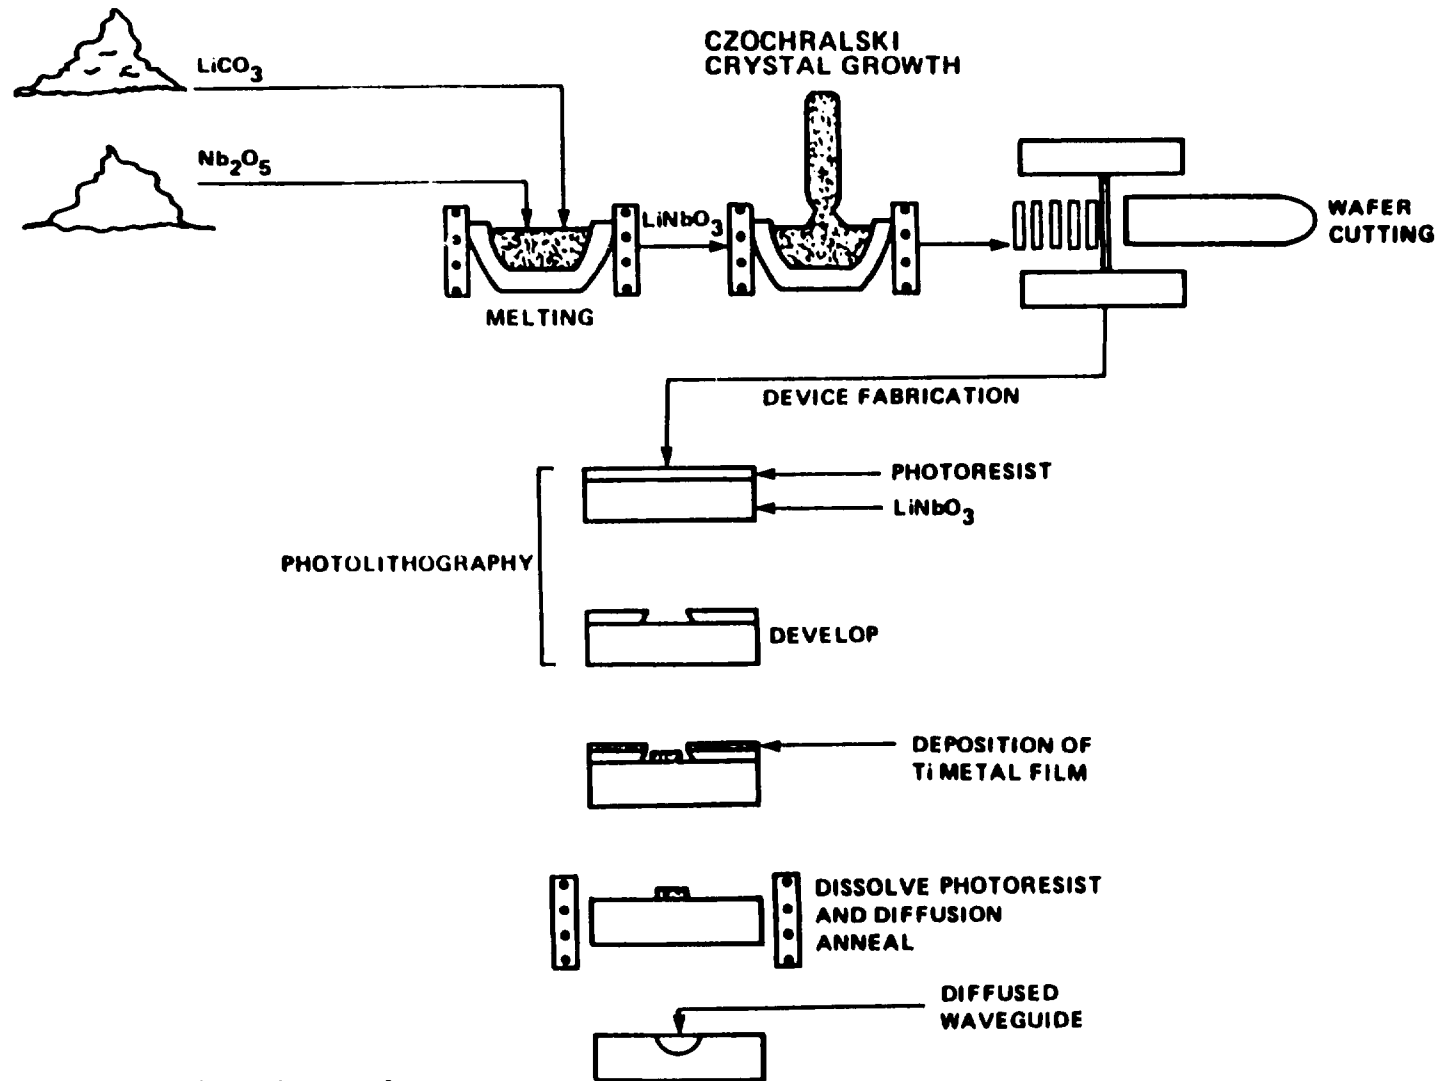 LiCO₃
Nb₂O₅
CZOCHRALSKI
CRYSTAL GROWTH
LiNbO₃
MELTING
WAFER
CUTTING
DEVICE FABRICATION
PHOTORESIST
LiNbO₃
PHOTOLITHOGRAPHY
DEVELOP
DEPOSITION OF
Ti METAL FILM
DISSOLVE PHOTORESIST
AND DIFFUSION
ANNEAL
DIFFUSED
WAVEGUIDE